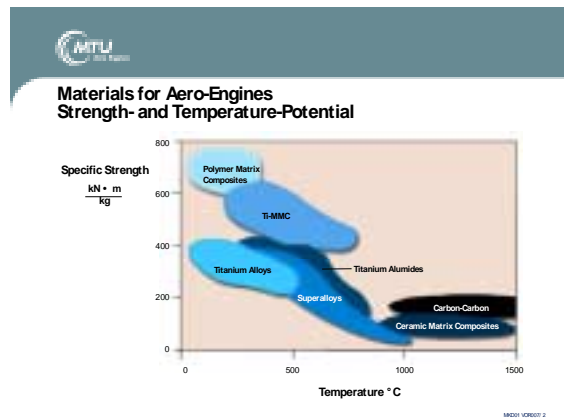 MTU
Aero Engines
Materials for Aero-Engines
Strength- and Temperature-Potential
Specific Strength
kN • m
kg
800
600
400
200
0
Polymer Matrix
Composites
Ti-MMC
Titanium Alloys
Titanium Alumides
Superalloys
Carbon-Carbon
Ceramic Matrix Composites
0
500
1000
1500
Temperature °C